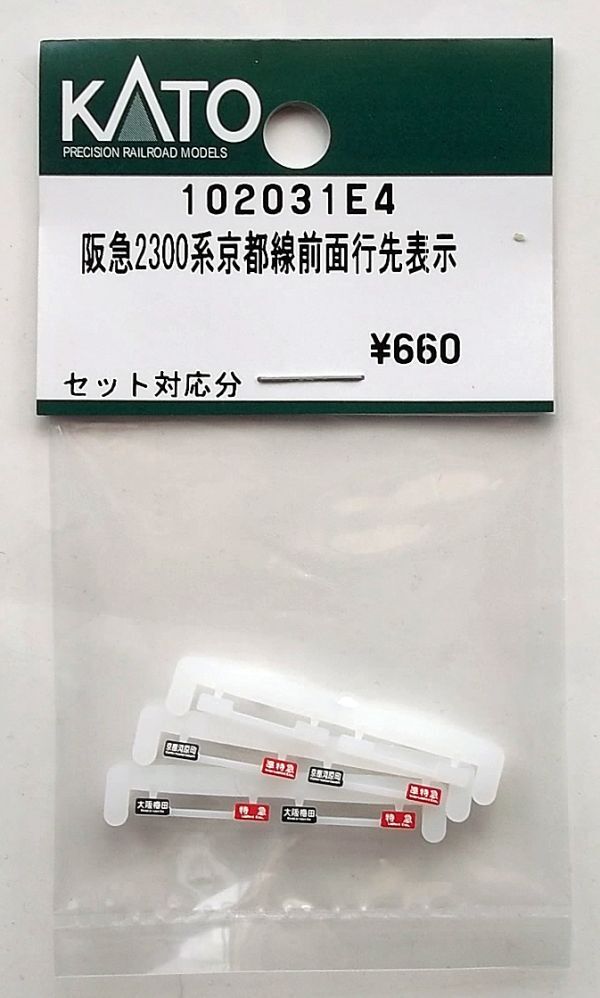 KATO
PRECISION RAILROAD MODELS
102031E4
阪急2300系京都線前面行先表示
¥660
セット対応分
京都河原町
準特急
京都河原町
準特急
大阪梅田
特急
大阪梅田
特急